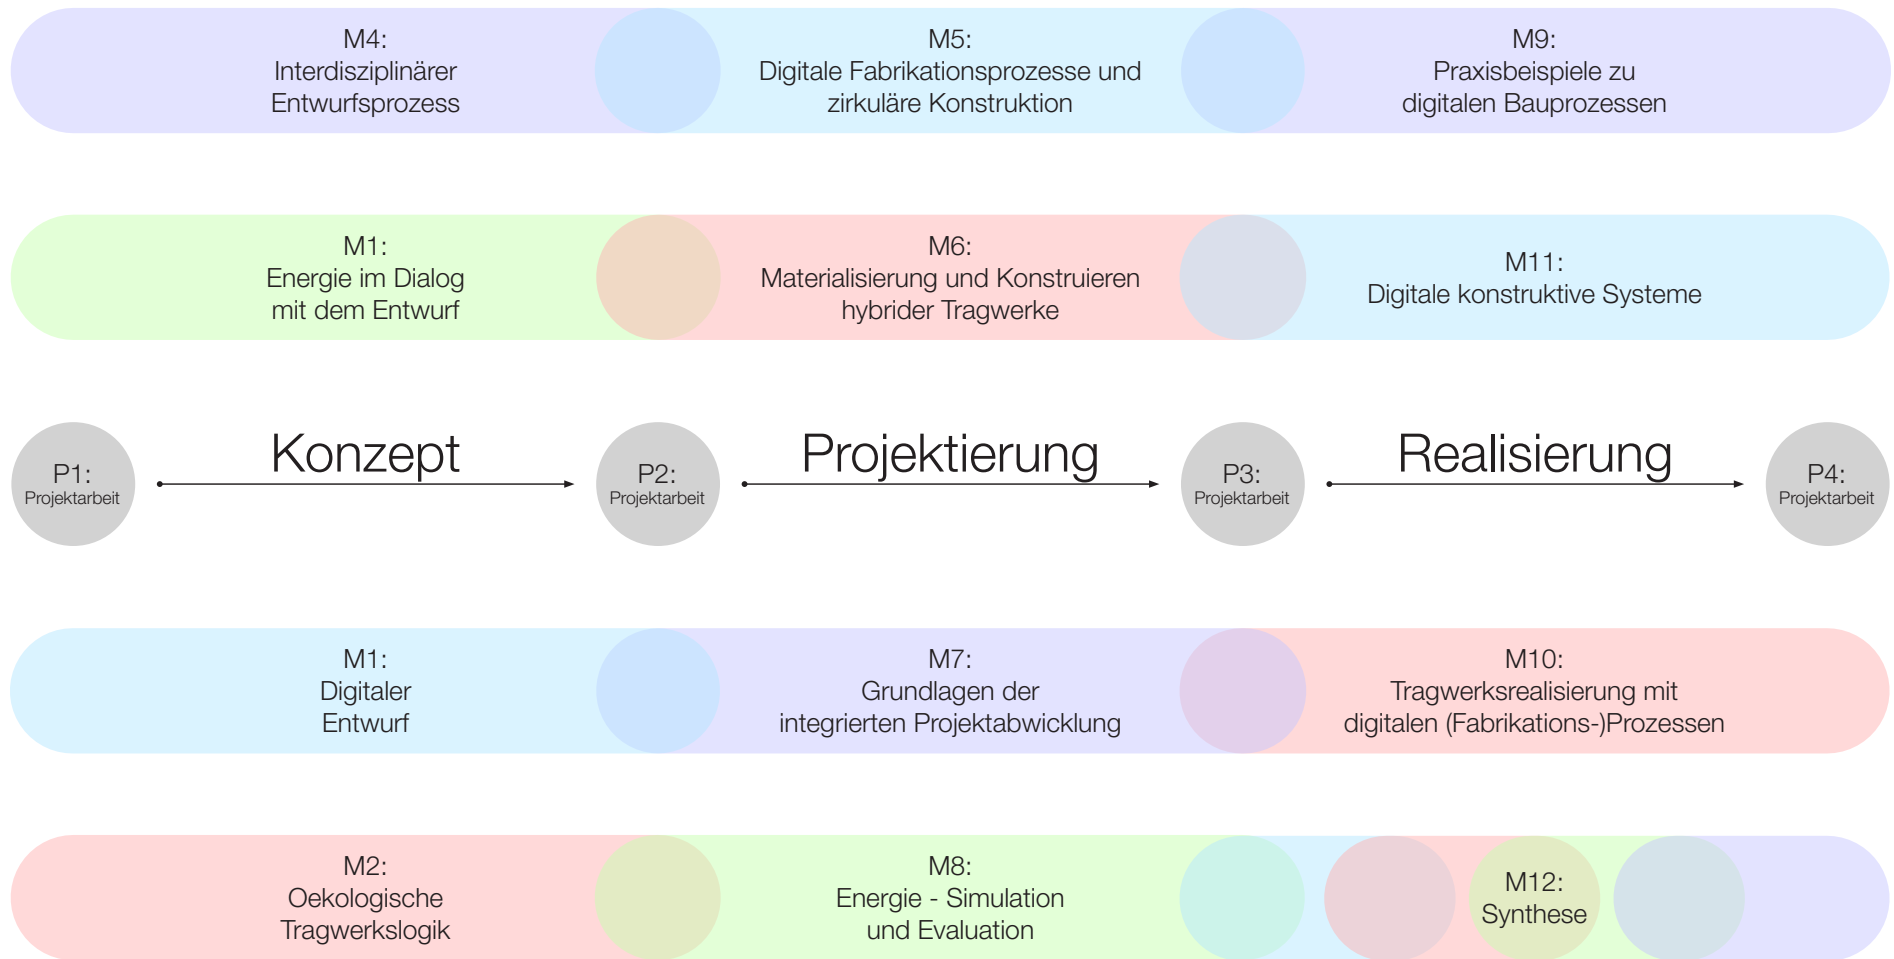 M4:
Interdisziplinärer
Entwurfsprozess
M5:
Digitale Fabrikationsprozesse und
zirkuläre Konstruktion
M9:
Praxisbeispiele zu
digitalen Bauprozessen
M1:
Energie im Dialog
mit dem Entwurf
M6:
Materialisierung und Konstruieren
hybrider Tragwerke
M11:
Digitale konstruktive Systeme
P1:
Projektarbeit
Konzept
P2:
Projektarbeit
Projektierung
P3:
Projektarbeit
Realisierung
P4:
Projektarbeit
M1:
Digitaler
Entwurf
M7:
Grundlagen der
integrierten Projektabwicklung
M10:
Tragwerksrealisierung mit
digitalen (Fabrikations-)Prozessen
M2:
Oekologische
Tragwerkslogik
M8:
Energie - Simulation
und Evaluation
M12:
Synthese